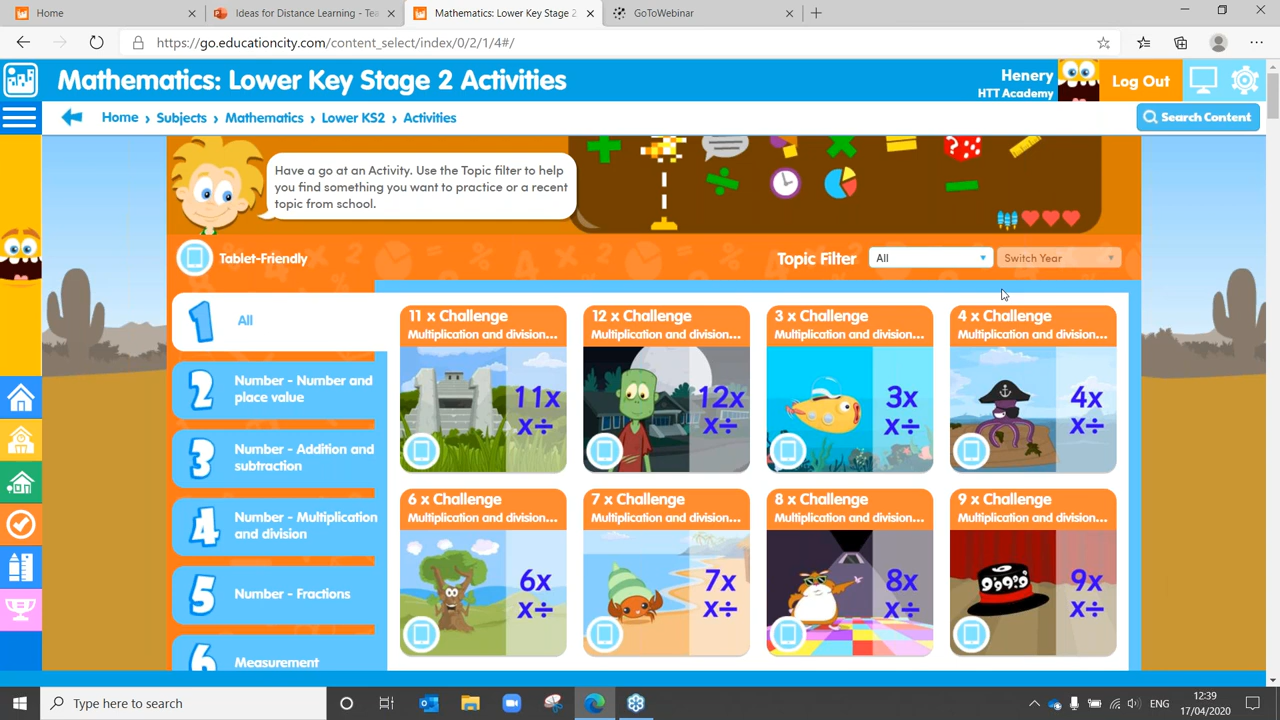 Home
Ideas for Distance Learning - Tea
Mathematics: Lower Key Stage 2
GoToWebinar
https://go.educationcity.com/content_select/index/0/2/1/4#/
Mathematics: Lower Key Stage 2 Activities
Henery
HTT Academy
Log Out
Home > Subjects > Mathematics > Lower KS2 > Activities
Search Content
Have a go at an Activity. Use the Topic filter to help
you find something you want to practice or a recent
topic from school.
Tablet-Friendly
Topic Filter
All
Switch Year
1 All
2 Number - Number and
place value
3 Number - Addition and
subtraction
4 Number - Multiplication
and division
5 Number - Fractions
6 Measurement
11 x Challenge
Multiplication and division...
11x
x÷
12 x Challenge
Multiplication and division...
12x
x÷
3 x Challenge
Multiplication and division...
3x
x÷
4 x Challenge
Multiplication and division...
4x
x÷
6 x Challenge
Multiplication and division...
6x
x÷
7 x Challenge
Multiplication and division...
7x
x÷
8 x Challenge
Multiplication and division...
8x
x÷
9 x Challenge
Multiplication and division...
9x
x÷
Type here to search
ENG
12:39
17/04/2020